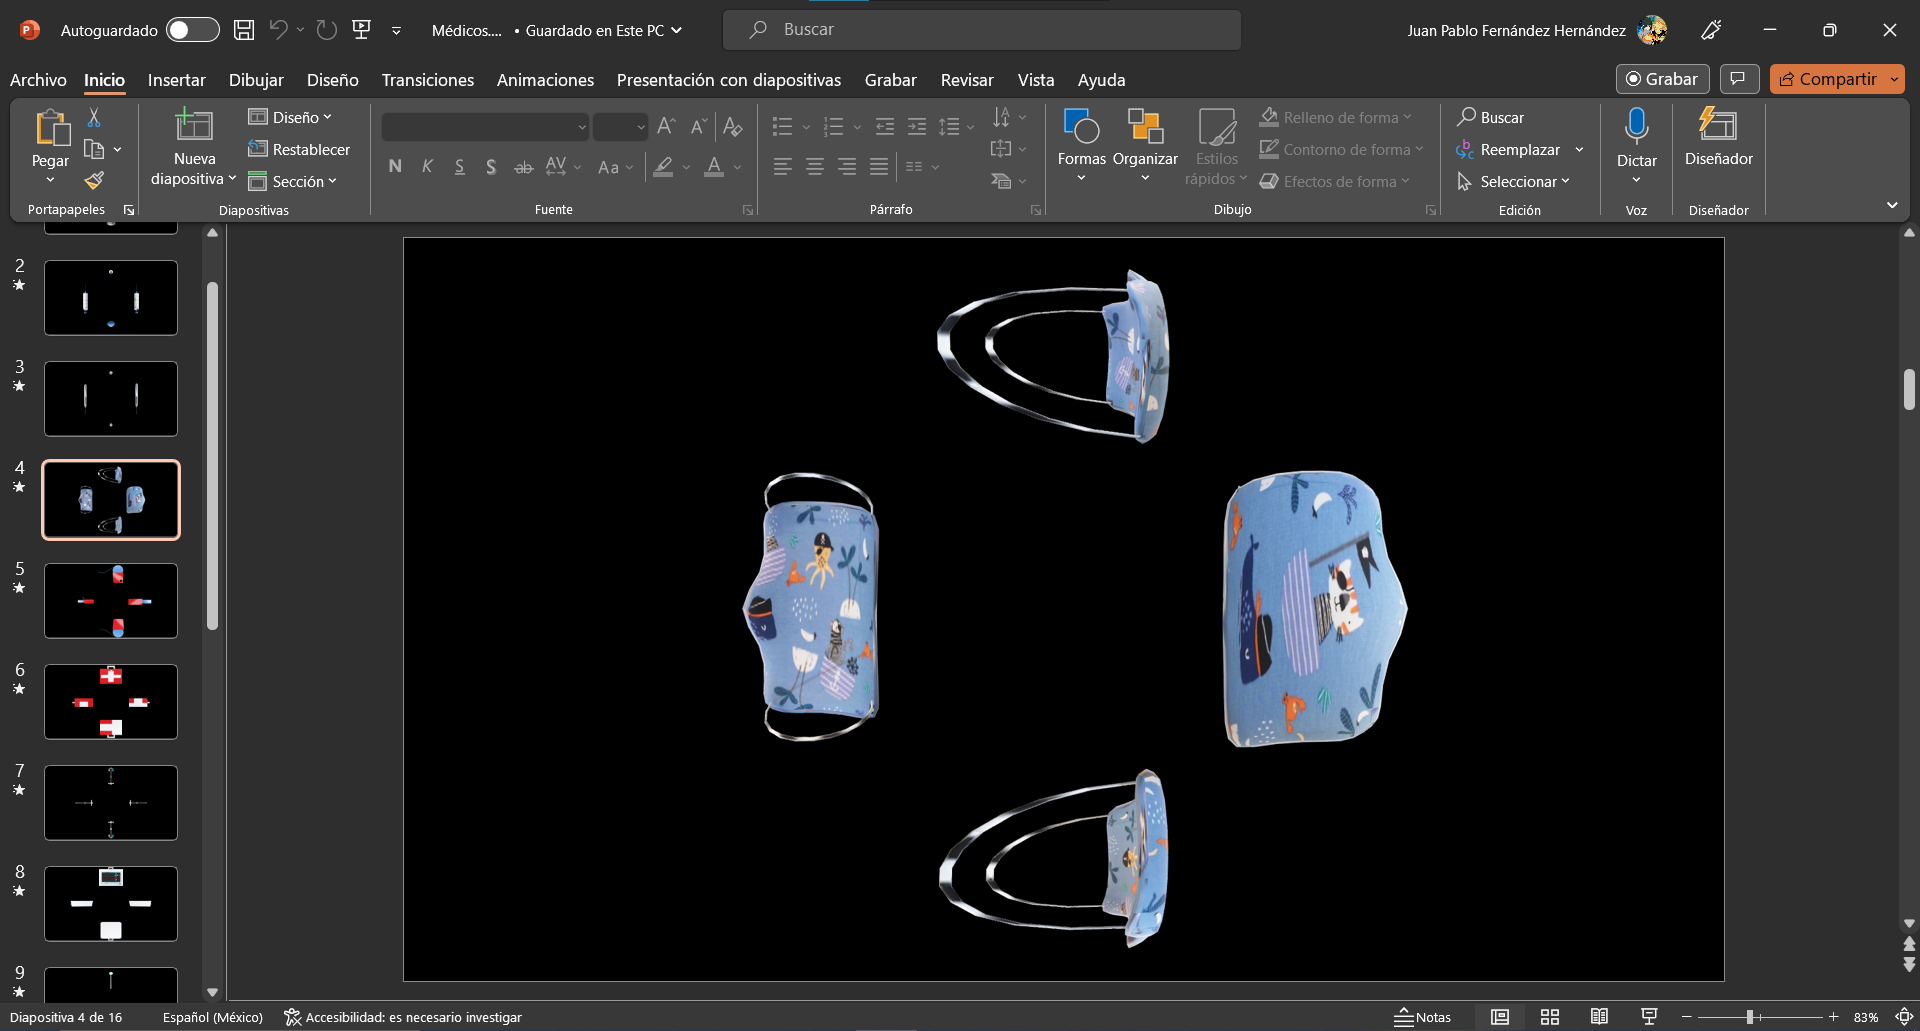 Autoguardado
Médicos.... • Guardado en Este PC
Buscar
Juan Pablo Fernández Hernández
Archivo Inicio Insertar Dibujar Diseño Transiciones Animaciones Presentación con diapositivas Grabar Revisar Vista Ayuda
Grabar
Compartir
Pegar
Portapapeles
Nueva diapositiva
Diseño
Restablecer
Sección
Diapositivas
N K S S ab AV Aa A
Fuente
Párrafo
Formas
Organizar
Estilos rápidos
Relleno de forma
Contorno de forma
Efectos de forma
Dibujo
Buscar
Reemplazar
Seleccionar
Edición
Dictar
Voz
Diseñador
Diseñador
2
3
4
5
6
7
8
9
Diapositiva 4 de 16
Español (México)
Accesibilidad: es necesario investigar
Notas
83%